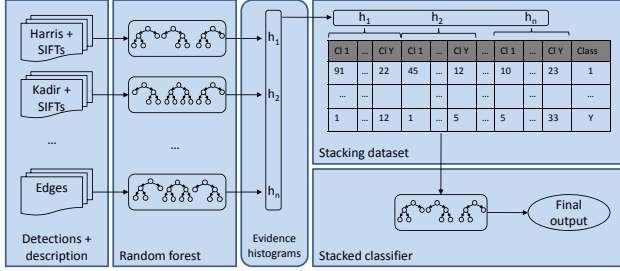 Harris +
SIFTs
Kadir +
SIFTs
...
Edges
Detections +
description
...
Random forest
h1
h2
hn
Evidence
histograms
h1 h2 hn
Cl 1 ... Cl Y Cl 1 ... Cl Y ... Cl 1 ... Cl Y Class
91 ... 22 45 ... 12 ... 10 ... 23 1
... ... ...
1 ... 12 1 ... 5 ... 5 ... 33 Y
Stacking dataset
Final
output
Stacked classifier